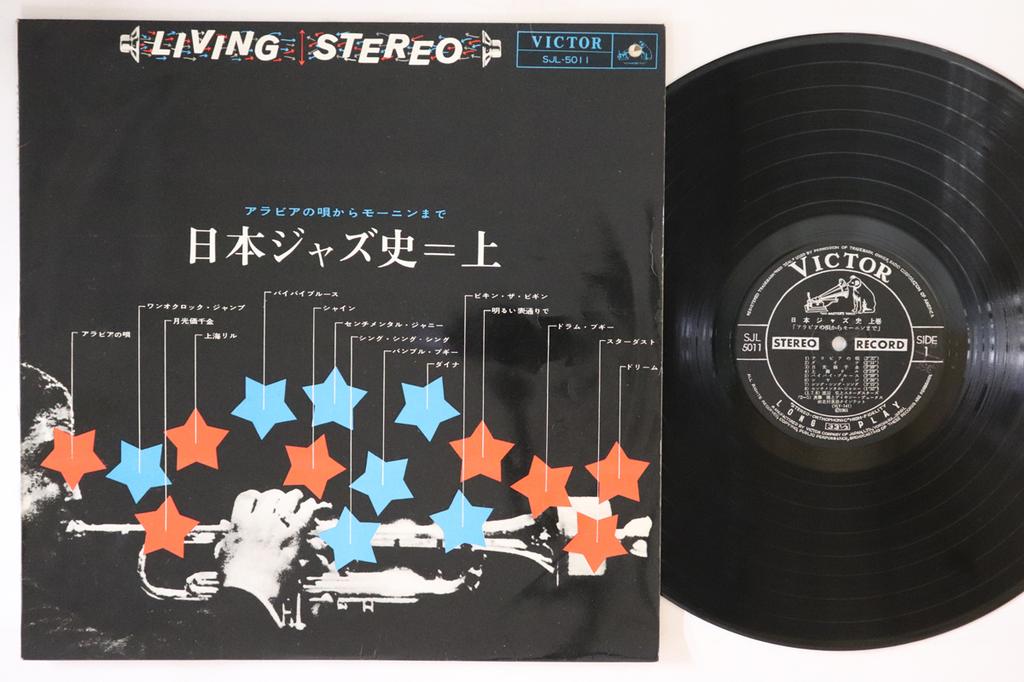 LIVING STEREO
VICTOR
SJL-5011
アラビアの唄からモーニンまで
日本ジャズ史=上
バイバイブルース
ビギン・ザ・ビギン
ワンオクロック・ジャンプ
シャイン
明るい表通りで
月光価千金
センチメンタル・ジャニー
ドラム・ブギー
アラビアの唄
上海リル
シング・シング・シング
スターダスト
バンブル・ブギー
ダイナ
ドリーム
VICTOR
日本ジャズ史 上巻
「アラビアの唄からモーニンまで」
SJL
5011
STEREO
RECORD
SIDE
1
LONG 33⅓ PLAY